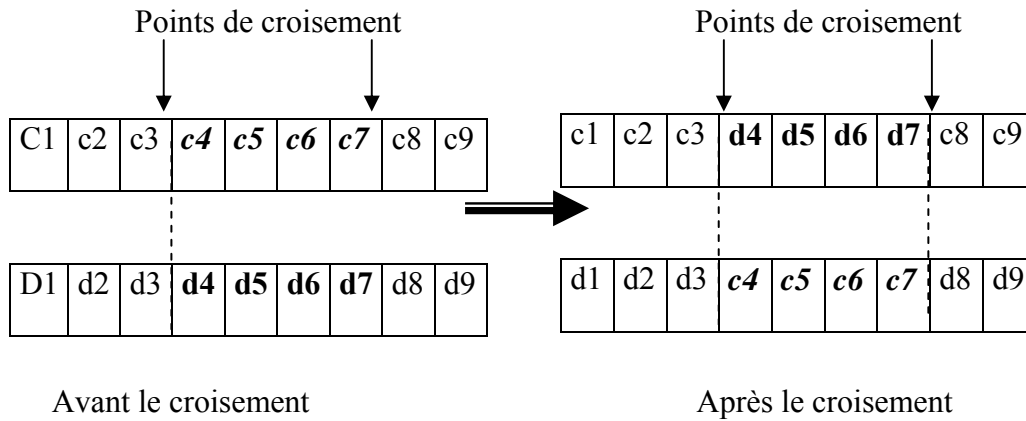 Points de croisement
Points de croisement
C1 c2 c3 c4 c5 c6 c7 c8 c9
c1 c2 c3 d4 d5 d6 d7 c8 c9
D1 d2 d3 d4 d5 d6 d7 d8 d9
d1 d2 d3 c4 c5 c6 c7 d8 d9
Avant le croisement
Après le croisement